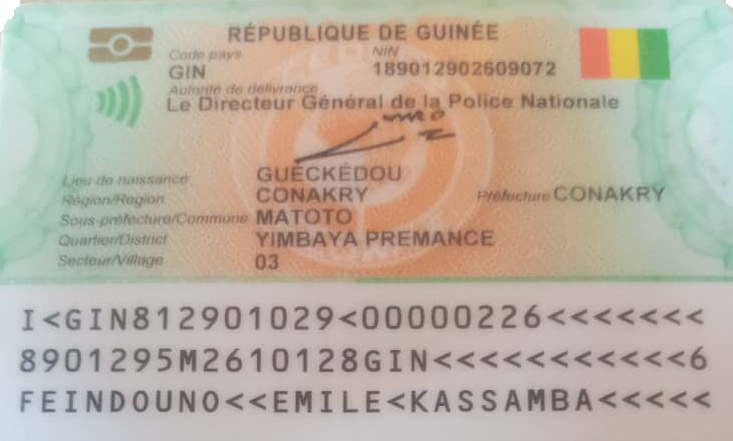 RÉPUBLIQUE DE GUINÉE
Code pays NIN
GIN 189012902609072
Autorité de délivrance
Le Directeur Général de la Police Nationale
Lieu de naissance GUECKÉDOU
Région/Region CONAKRY Préfecture CONAKRY
Sous-préfecture/Commune MATOTO
Quartier/District YIMBAYA PREMANCE
Secteur/Village 03
I<GIN812901029<00000226<<<<<<<
8901295M2610128GIN<<<<<<<<<<<6
FEINDOUNO<<EMILE<KASSAMBA<<<<<